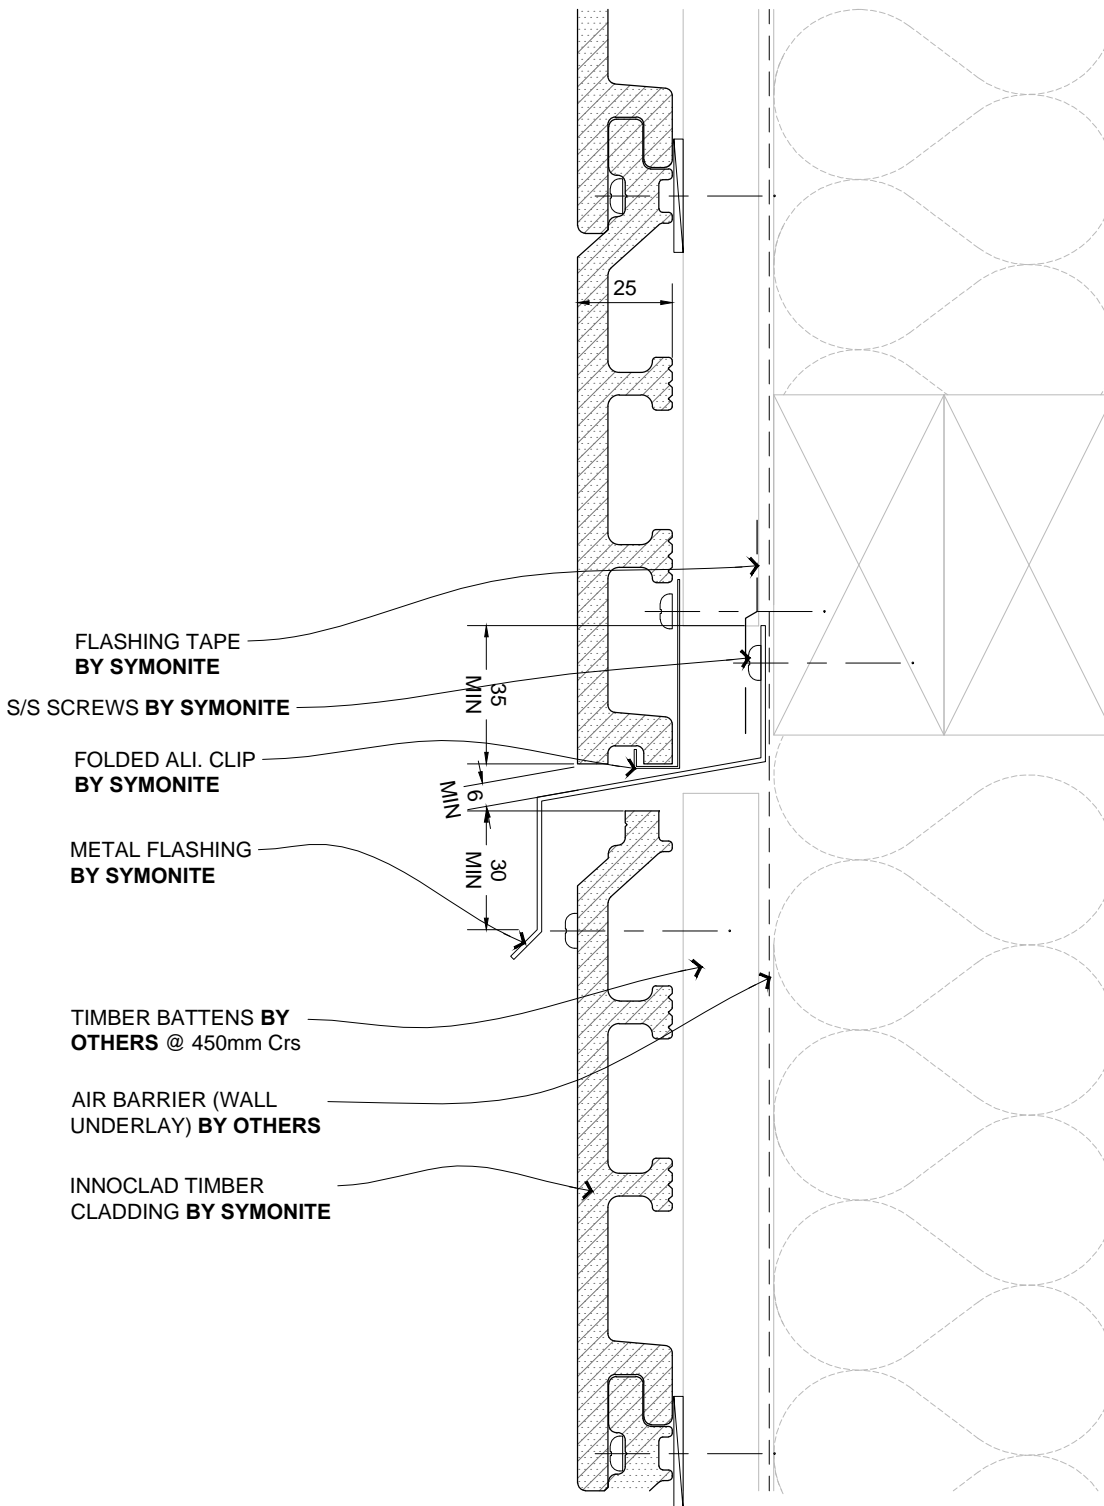 25
FLASHING TAPE
BY SYMONITE
S/S SCREWS BY SYMONITE
35
MIN
FOLDED ALI. CLIP
BY SYMONITE
6
MIN
METAL FLASHING
BY SYMONITE
30
MIN
TIMBER BATTENS BY
OTHERS @ 450mm Crs
AIR BARRIER (WALL
UNDERLAY) BY OTHERS
INNOCLAD TIMBER
CLADDING BY SYMONITE